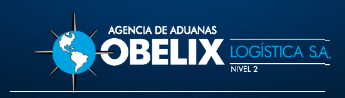 AGENCIA DE ADUANAS
OBELIX LOGÍSTICA S.A.
NIVEL 2